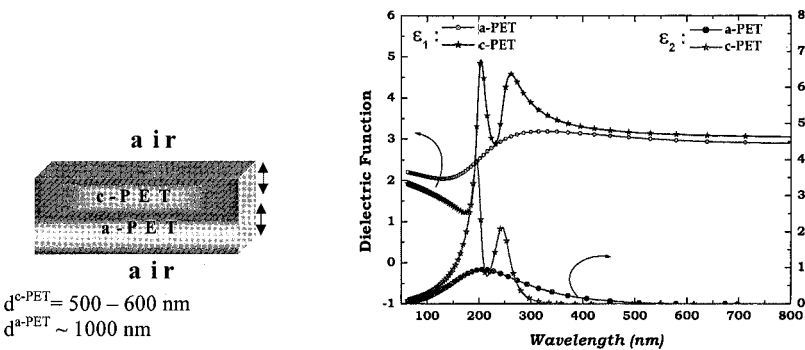 air
c-PET
a-PET
air
d^c-PET = 500 – 600 nm
d^a-PET ~ 1000 nm
ε₁ :
a-PET
c-PET
ε₂ :
a-PET
c-PET
Dielectric Function
6
5
4
3
2
1
0
-1
8
7
6
5
4
3
2
1
0
100 200 300 400 500 600 700 800
Wavelength (nm)